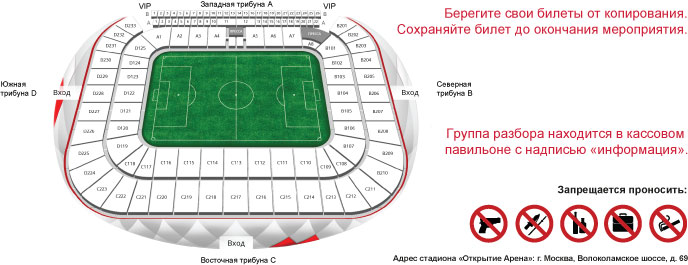 Западная трибуна А
VIP
VIP
Б
Б
В
В
ПРЕССА
ПРЕССА
D233
D232
D231
D230
D229
D228
D227
D226
D225
D224
D223
D125
D124
D123
D122
D121
D119
D118
A1
A2
A3
A4
A5
A6
A7
A8
B201
B202
B203
B204
B205
B206
B207
B208
B209
B210
B101
B102
B103
B104
B105
B106
B107
B108
C118
C117
C116
C115
C114
C113
C112
C111
C222
C221
C220
C219
C218
C217
C216
C215
C214
C213
C212
C211
Южная
трибуна D
Вход
Вход
Северная
трибуна B
Вход
Восточная трибуна С
Берегите свои билеты от копирования.
Сохраняйте билет до окончания мероприятия.
Группа разбора находится в кассовом
павильоне с надписью «информация».
Запрещается проносить:
Адрес стадиона «Открытие Арена»: г. Москва, Волоколамское шоссе, д. 69